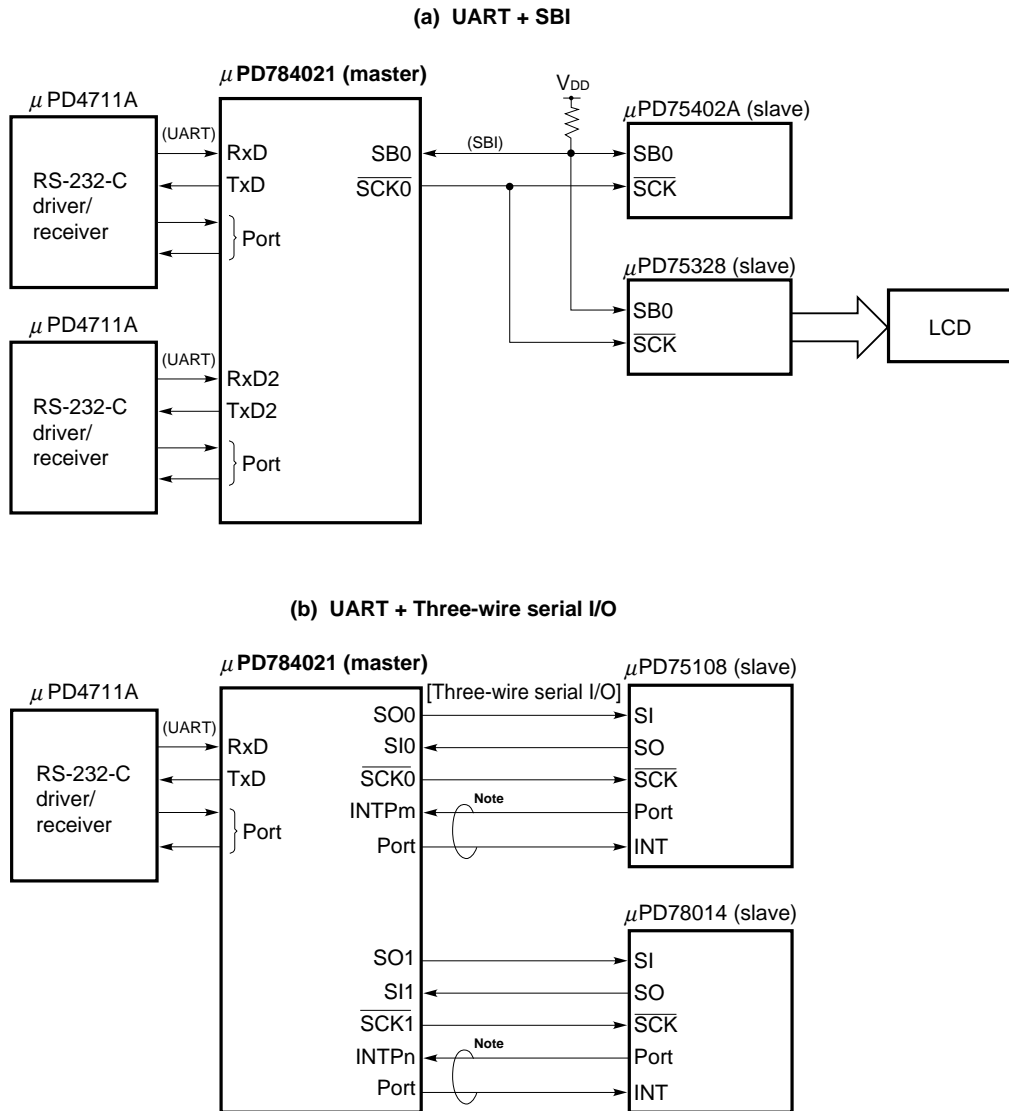 (a) UART + SBI
μPD784021 (master)
μPD4711A
(UART)
RS-232-C
driver/
receiver
RxD
TxD
Port
SB0
SCK0
(SBI)
VDD
μPD75402A (slave)
SB0
SCK
μPD75328 (slave)
SB0
SCK
LCD
μPD4711A
(UART)
RS-232-C
driver/
receiver
RxD2
TxD2
Port
(b) UART + Three-wire serial I/O
μPD784021 (master)
μPD4711A
(UART)
RS-232-C
driver/
receiver
RxD
TxD
Port
[Three-wire serial I/O]
SO0
SI0
SCK0
INTPm
Port
Note
μPD75108 (slave)
SI
SO
SCK
Port
INT
SO1
SI1
SCK1
INTPn
Port
Note
μPD78014 (slave)
SI
SO
SCK
Port
INT